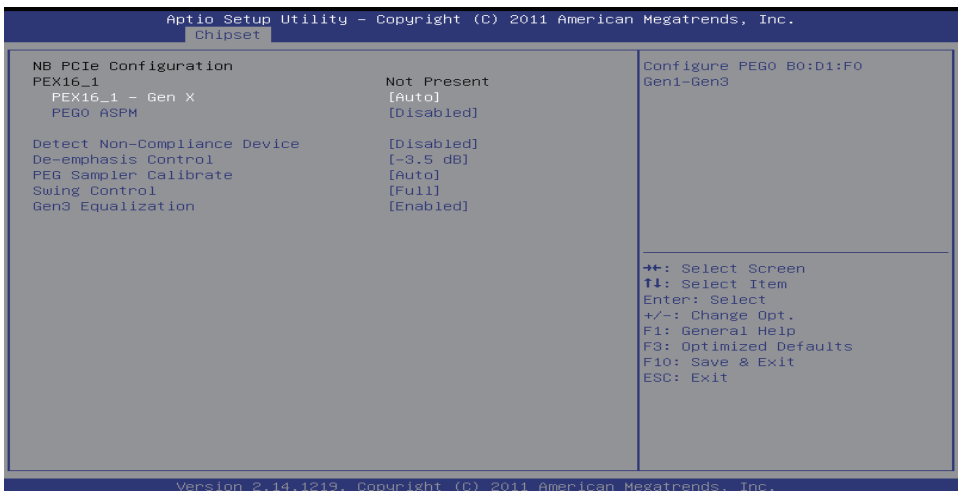 Aptio Setup Utility – Copyright (C) 2011 American Megatrends, Inc.
Chipset
NB PCIe Configuration
PEX16_1 Not Present
PEX16_1 – Gen X [Auto]
PEG0 ASPM [Disabled]
Detect Non-Compliance Device [Disabled]
De-emphasis Control [-3.5 dB]
PEG Sampler Calibrate [Auto]
Swing Control [Full]
Gen3 Equalization [Enabled]
Configure PEG0 B0:D1:F0
Gen1-Gen3
→←: Select Screen
↑↓: Select Item
Enter: Select
+/-: Change Opt.
F1: General Help
F3: Optimized Defaults
F10: Save & Exit
ESC: Exit
Version 2.14.1219. Copyright (C) 2011 American Megatrends, Inc.